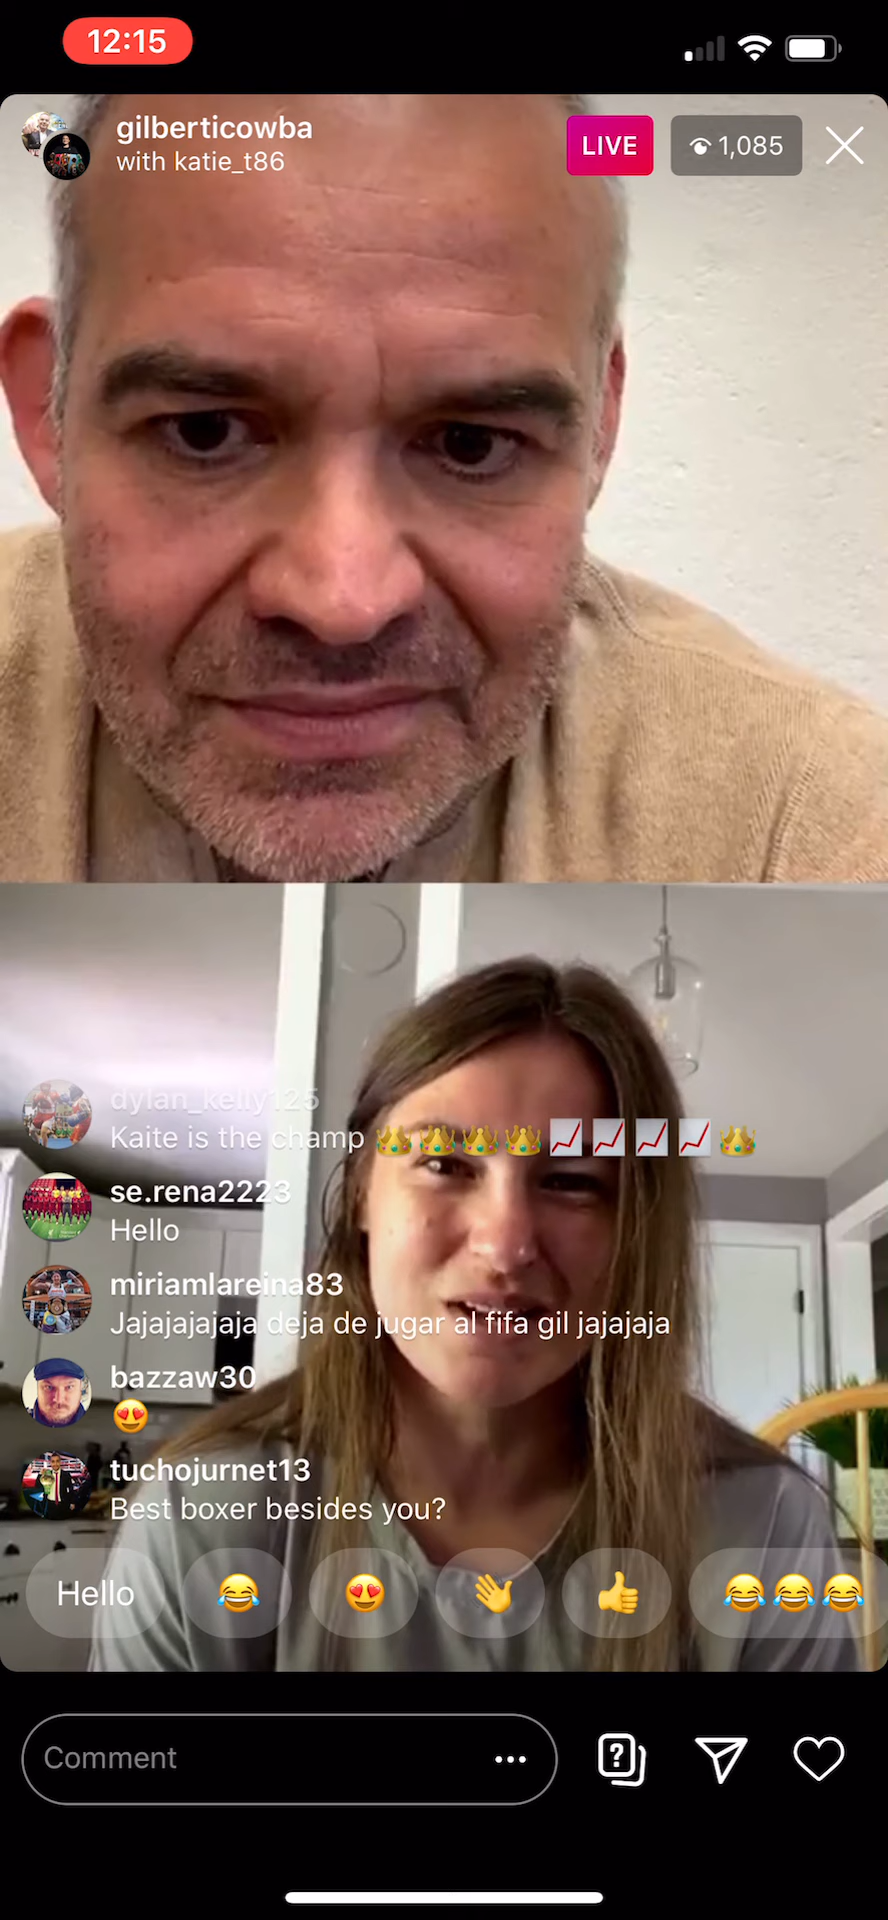 12:15
gilberticowba
with katie_t86
LIVE
1,085
dylan_kelly125
Kaite is the champ 👑👑👑👑📈📈📈📈👑
se.rena2223
Hello
miriamlareina83
Jajajajajaja deja de jugar al fifa gil jajajaja
bazzaw30
😍
tuchojurnet13
Best boxer besides you?
Hello 😂 😍 👋 👍 😂😂😂
Comment